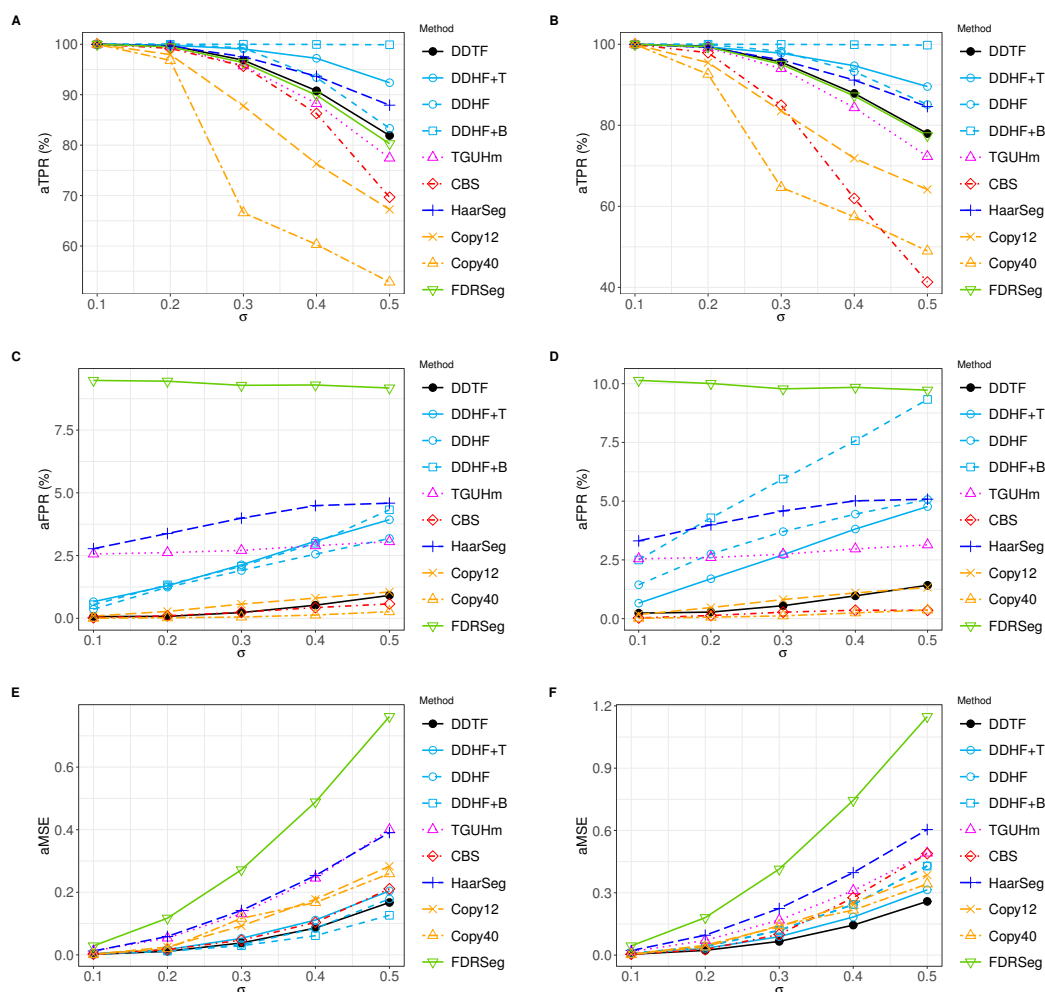 A
100
90
80
70
60
0.1 0.2 0.3 0.4 0.5
σ
aTPR (%)
Method
DDTF
DDHF+T
DDHF
DDHF+B
TGUHm
CBS
HaarSeg
Copy12
Copy40
FDRSeg
B
100
80
60
40
0.1 0.2 0.3 0.4 0.5
σ
aTPR (%)
Method
DDTF
DDHF+T
DDHF
DDHF+B
TGUHm
CBS
HaarSeg
Copy12
Copy40
FDRSeg
C
7.5
5.0
2.5
0.0
0.1 0.2 0.3 0.4 0.5
σ
aFPR (%)
Method
DDTF
DDHF+T
DDHF
DDHF+B
TGUHm
CBS
HaarSeg
Copy12
Copy40
FDRSeg
D
10.0
7.5
5.0
2.5
0.0
0.1 0.2 0.3 0.4 0.5
σ
aFPR (%)
Method
DDTF
DDHF+T
DDHF
DDHF+B
TGUHm
CBS
HaarSeg
Copy12
Copy40
FDRSeg
E
0.6
0.4
0.2
0.0
0.1 0.2 0.3 0.4 0.5
σ
aMSE
Method
DDTF
DDHF+T
DDHF
DDHF+B
TGUHm
CBS
HaarSeg
Copy12
Copy40
FDRSeg
F
1.2
0.9
0.6
0.3
0.0
0.1 0.2 0.3 0.4 0.5
σ
aMSE
Method
DDTF
DDHF+T
DDHF
DDHF+B
TGUHm
CBS
HaarSeg
Copy12
Copy40
FDRSeg